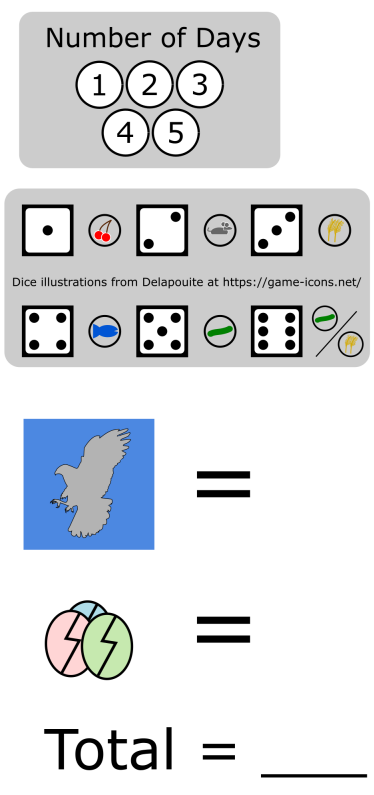 Number of Days
1 2 3
4 5
Dice illustrations from Delapouite at https://game-icons.net/
=
=
Total = ____